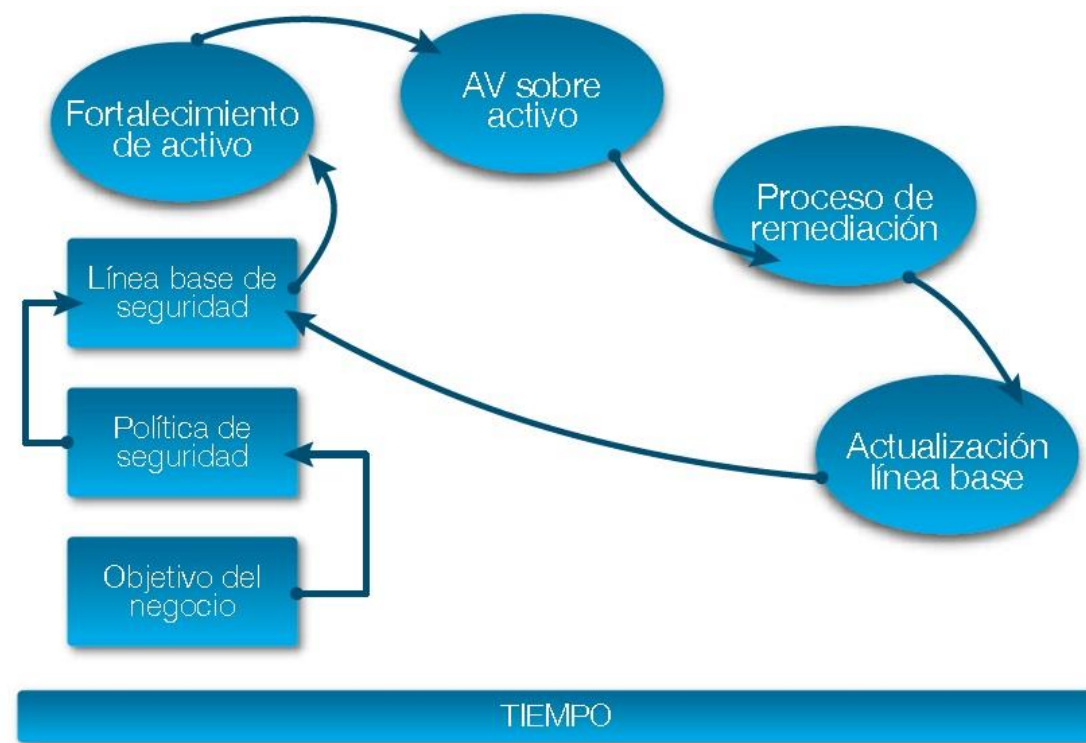 Fortalecimiento
de activo
AV sobre
activo
Proceso de
remediación
Línea base de
seguridad
Política de
seguridad
Actualización
línea base
Objetivo del
negocio
TIEMPO